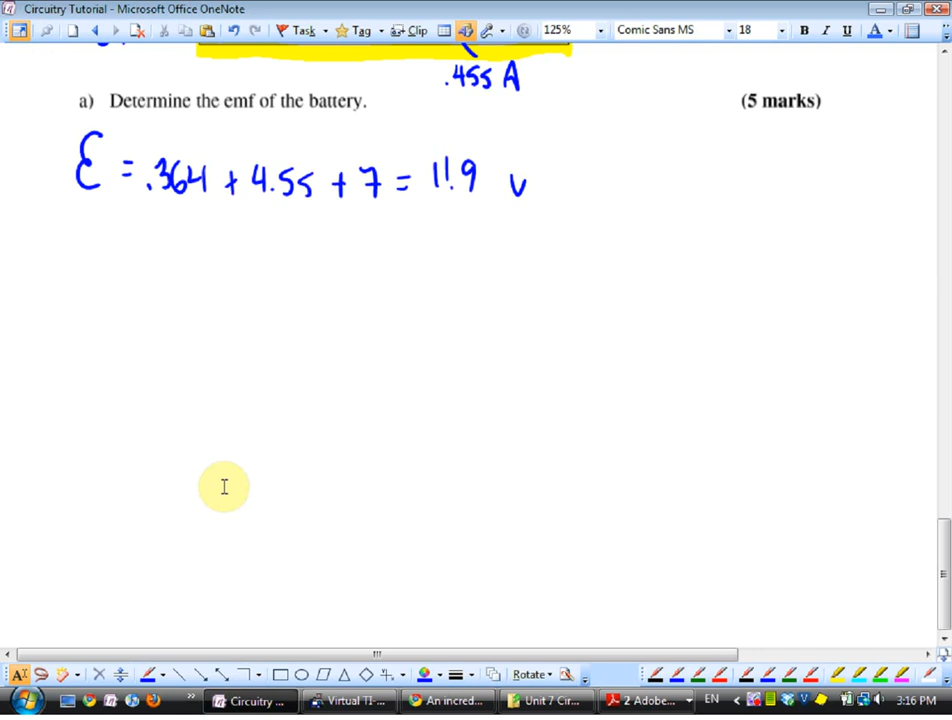 Circuitry Tutorial - Microsoft Office OneNote
Task Tag Clip 125% Comic Sans MS 18 B I U A
.455 A
a) Determine the emf of the battery. (5 marks)
ℰ = .364 + 4.55 + 7 = 11.9 v
A Rotate
Circuitry ... Virtual TI-... An incred... Unit 7 Cir... 2 Adobe... EN 3:16 PM